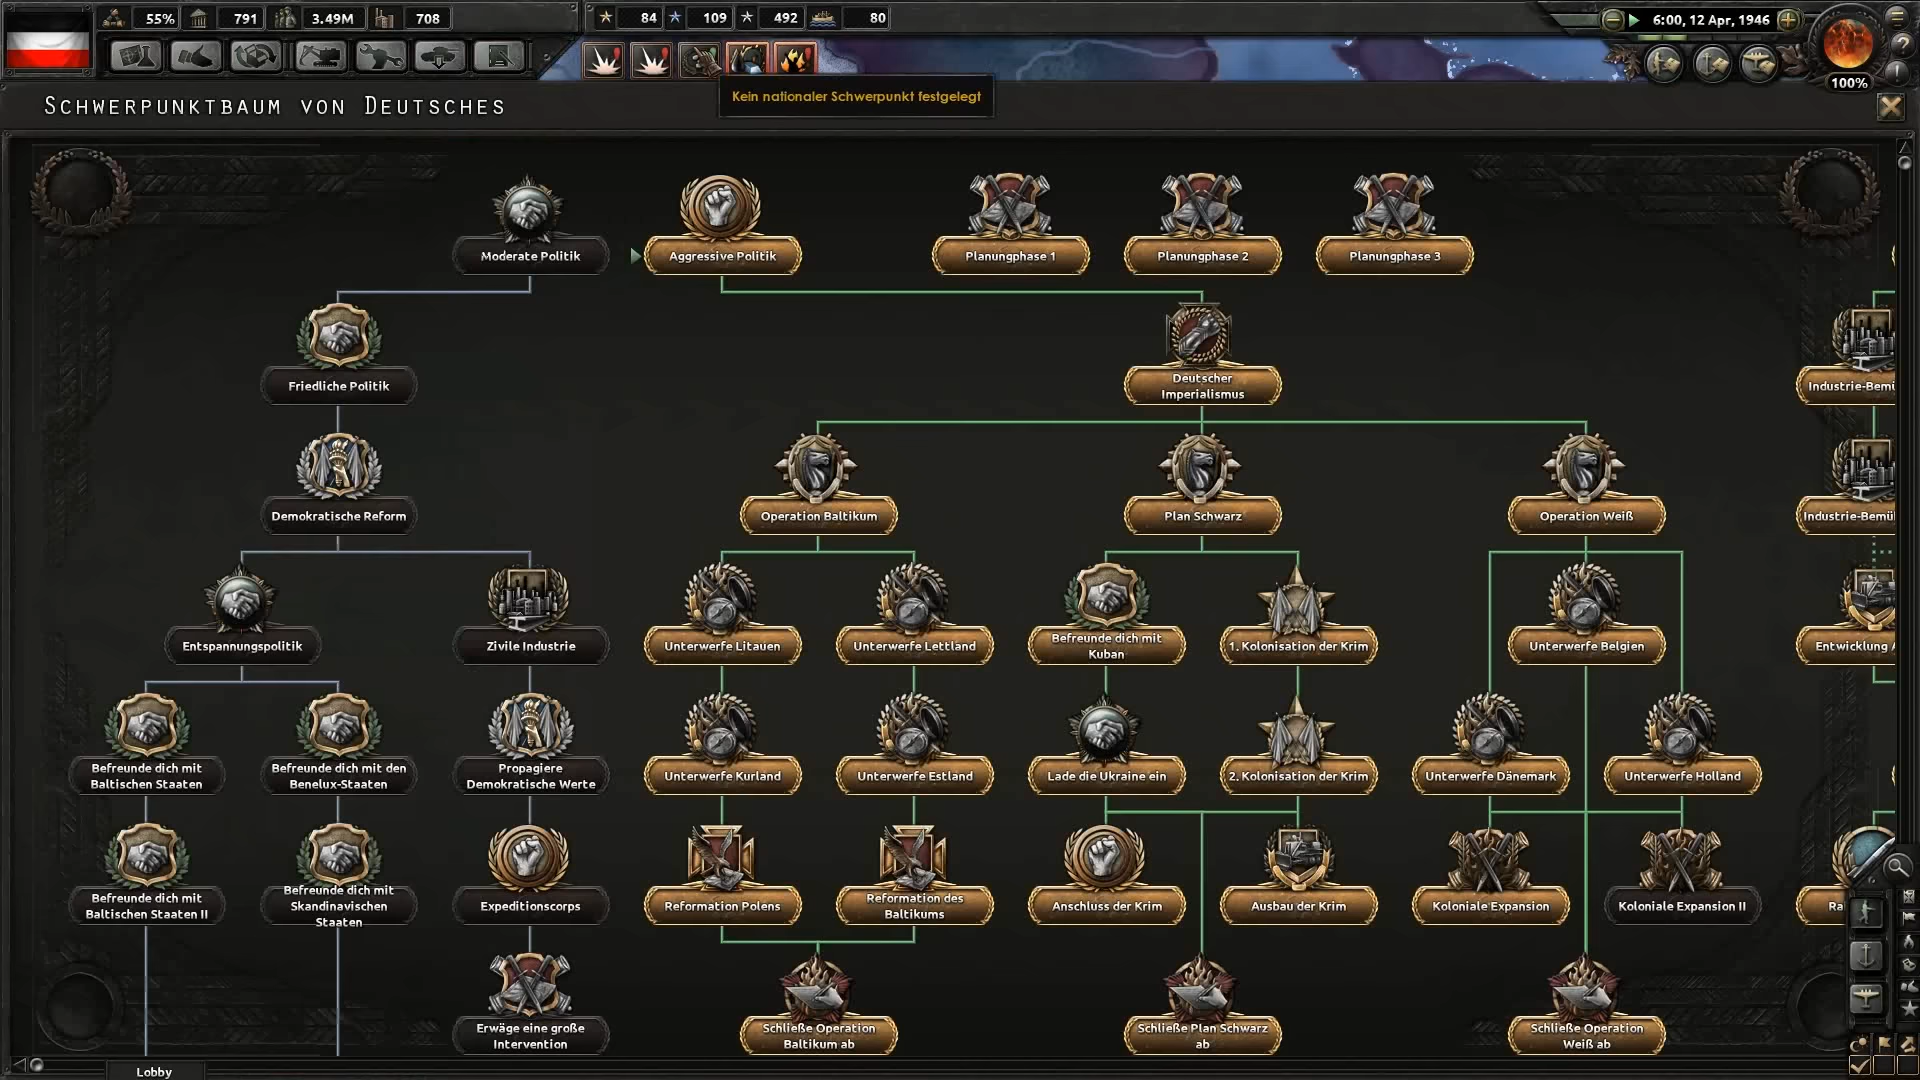 55%
791
3.49M
708
84
109
492
80
6:00, 12 Apr, 1946
100%
Kein nationaler Schwerpunkt festgelegt
Schwerpunktbaum von Deutsches
Moderate Politik
Aggressive Politik
Planungphase 1
Planungphase 2
Planungphase 3
Friedliche Politik
Deutscher
Imperialismus
Industrie-Bemü
Demokratische Reform
Operation Baltikum
Plan Schwarz
Operation Weiß
Industrie-Bemü
Entspannungspolitik
Zivile Industrie
Unterwerfe Litauen
Unterwerfe Lettland
Befreunde dich mit
Kuban
1. Kolonisation der Krim
Unterwerfe Belgien
Entwicklung A
Befreunde dich mit
Baltischen Staaten
Befreunde dich mit den
Benelux-Staaten
Propagiere
Demokratische Werte
Unterwerfe Kurland
Unterwerfe Estland
Lade die Ukraine ein
2. Kolonisation der Krim
Unterwerfe Dänemark
Unterwerfe Holland
Befreunde dich mit
Baltischen Staaten II
Befreunde dich mit
Skandinavischen
Staaten
Expeditionscorps
Reformation Polens
Reformation des
Baltikums
Anschluss der Krim
Ausbau der Krim
Koloniale Expansion
Koloniale Expansion II
Ra
Erwäge eine große
Intervention
Schließe Operation
Baltikum ab
Schließe Plan Schwarz
ab
Schließe Operation
Weiß ab
Lobby